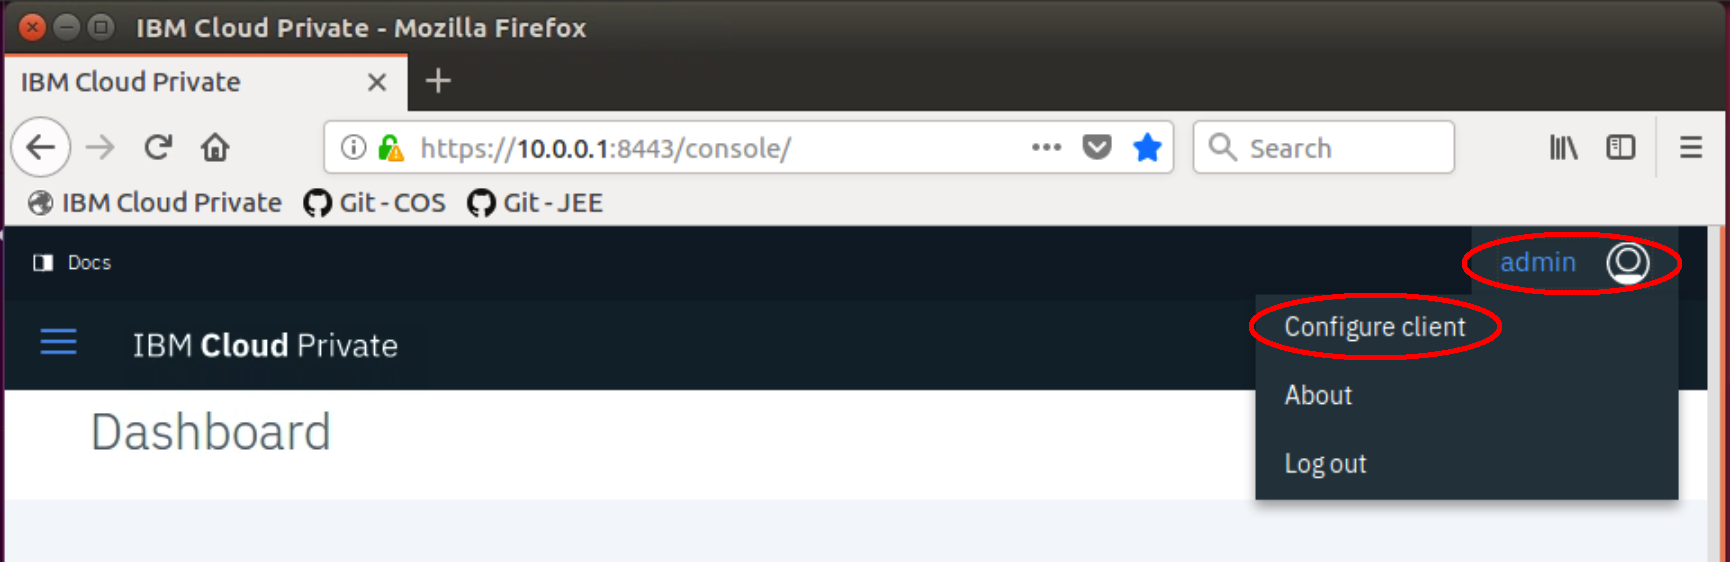 IBM Cloud Private - Mozilla Firefox
IBM Cloud Private
https://10.0.0.1:8443/console/
Search
IBM Cloud Private Git - COS Git - JEE
Docs
admin
IBM Cloud Private
Configure client
About
Log out
Dashboard